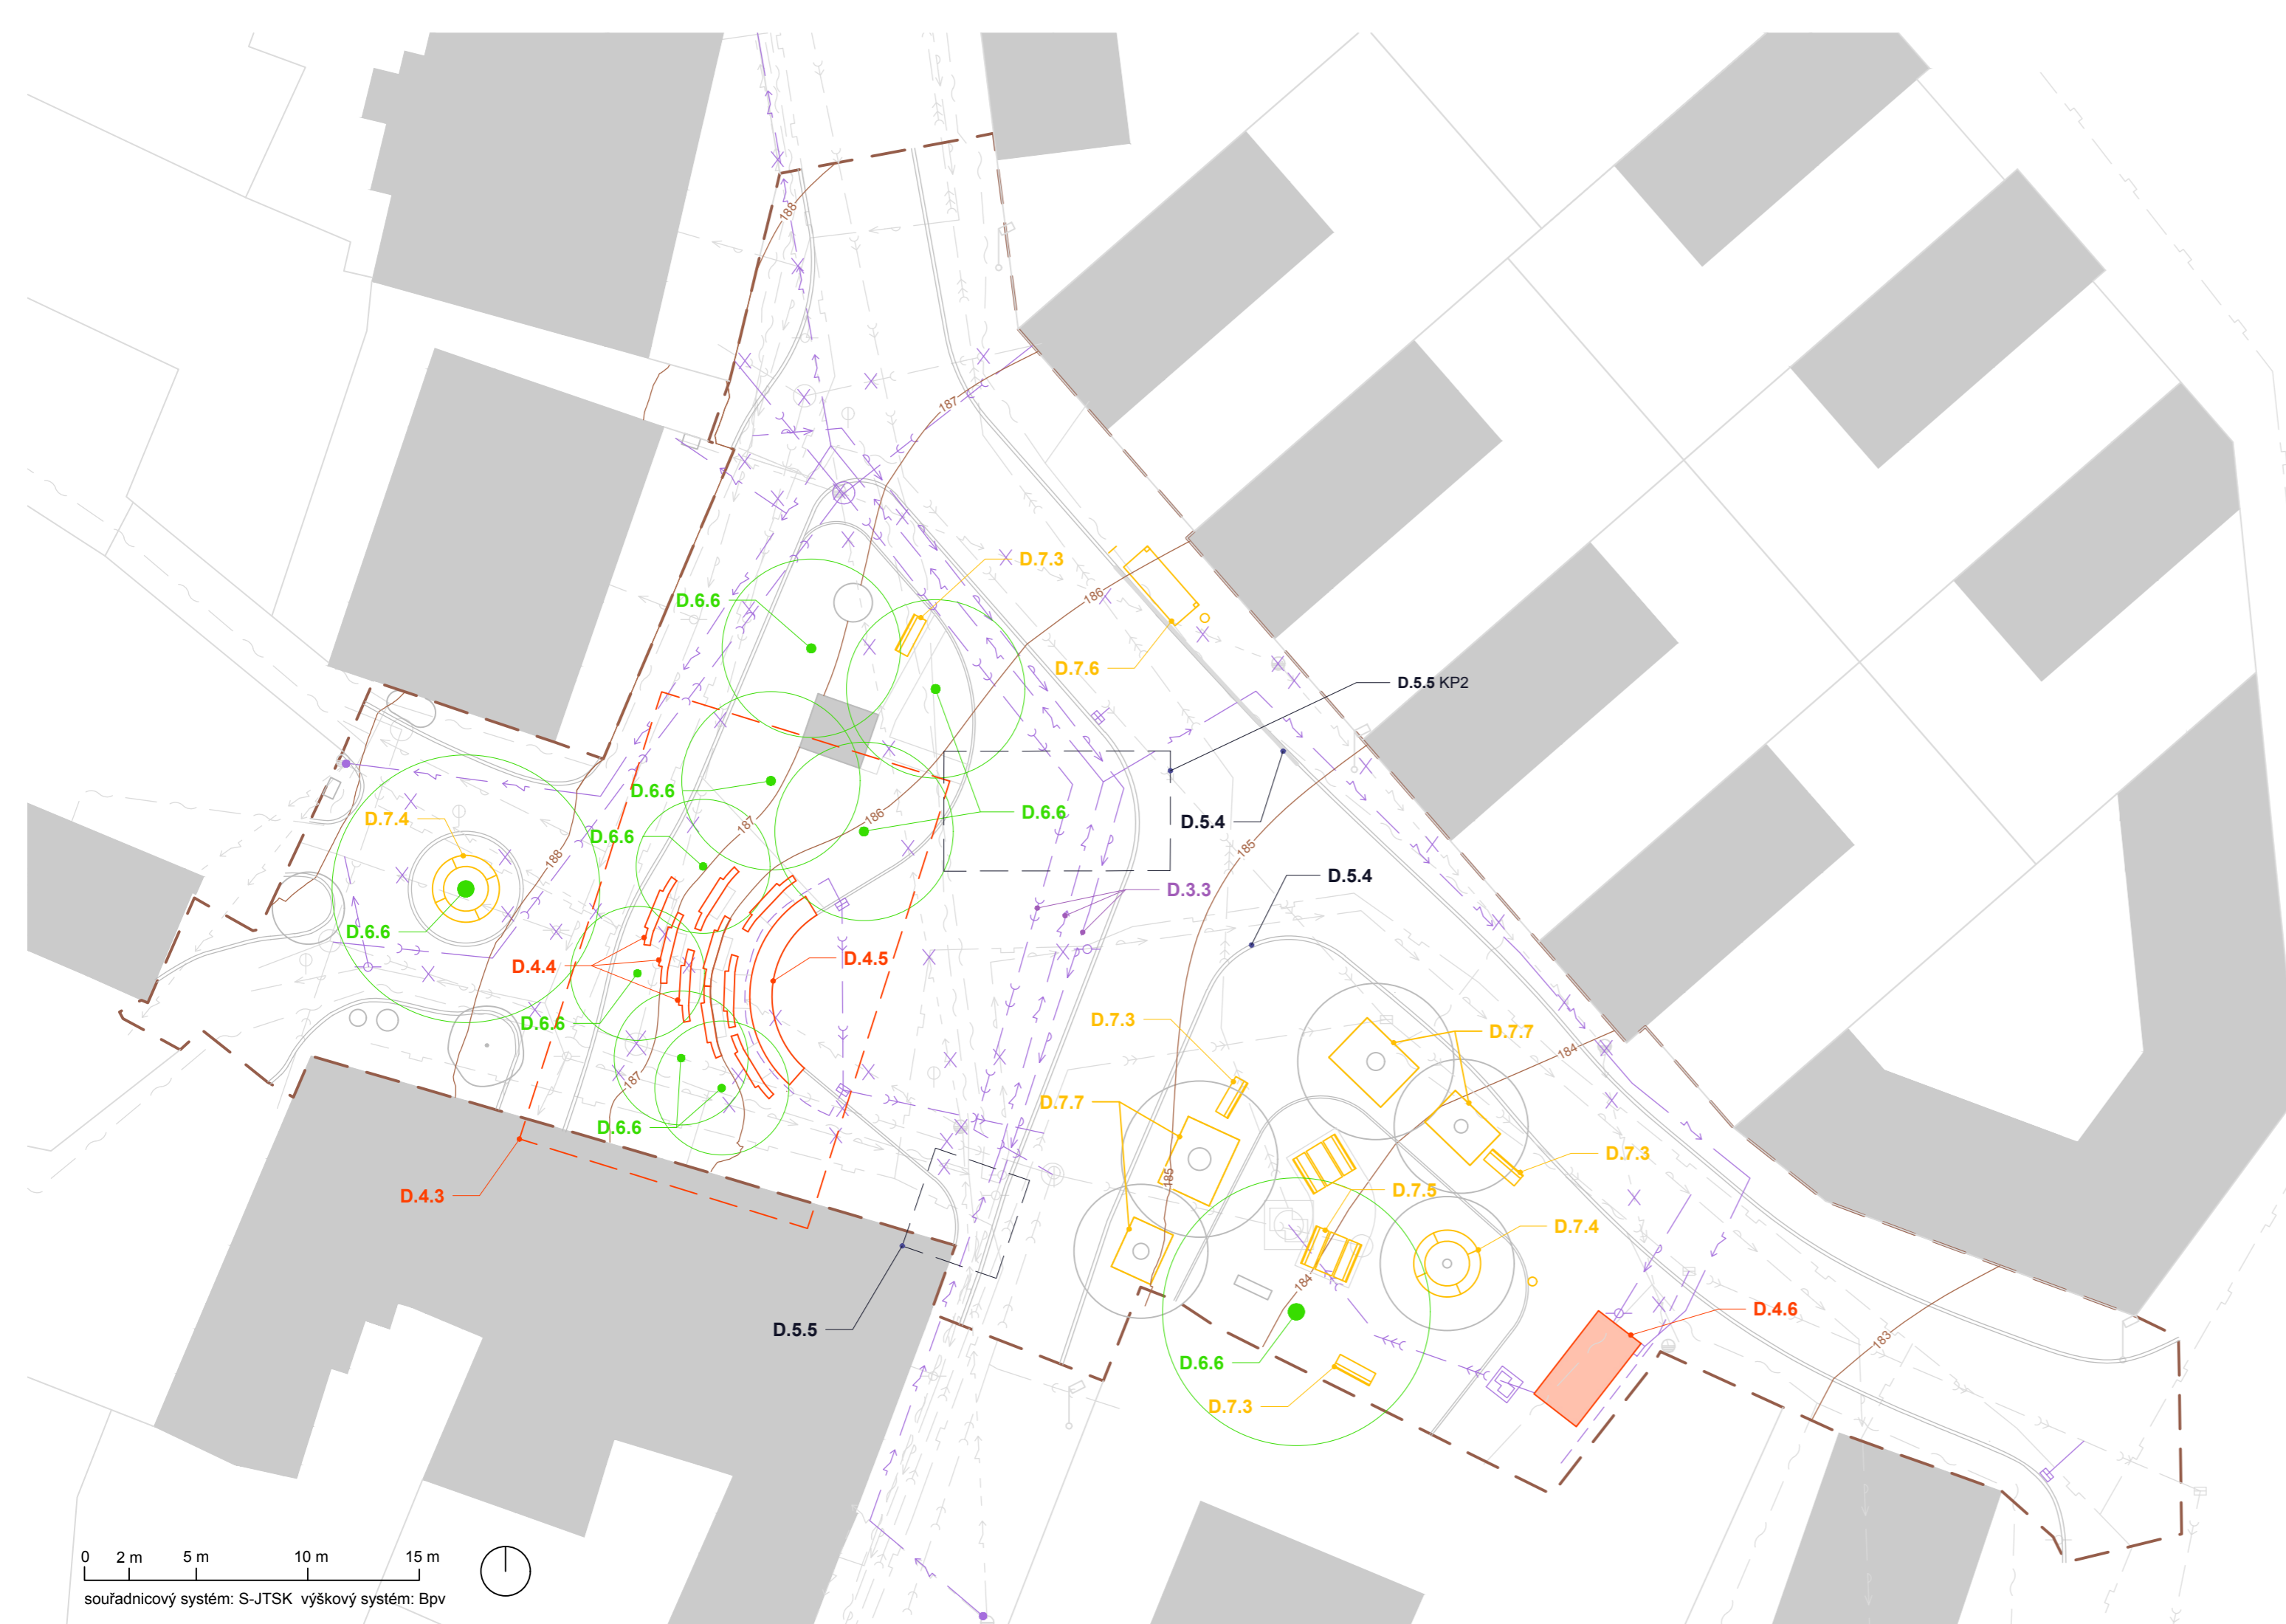 188
187
D.7.3
D.6.6
186
D.7.6
D.5.5 KP2
D.6.6
D.6.6
D.7.4
186
D.5.4
187
D.6.6
185
188
D.5.4
D.3.3
D.6.6
D.4.5
D.4.4
D.6.6
D.7.3
D.7.7
184
187
D.7.7
D.6.6
D.7.3
185
D.7.5
D.4.3
D.7.4
184
D.4.6
D.5.5
183
D.6.6
D.7.3
0 2 m 5 m 10 m 15 m
souřadnicový systém: S-JTSK výškový systém: Bpv